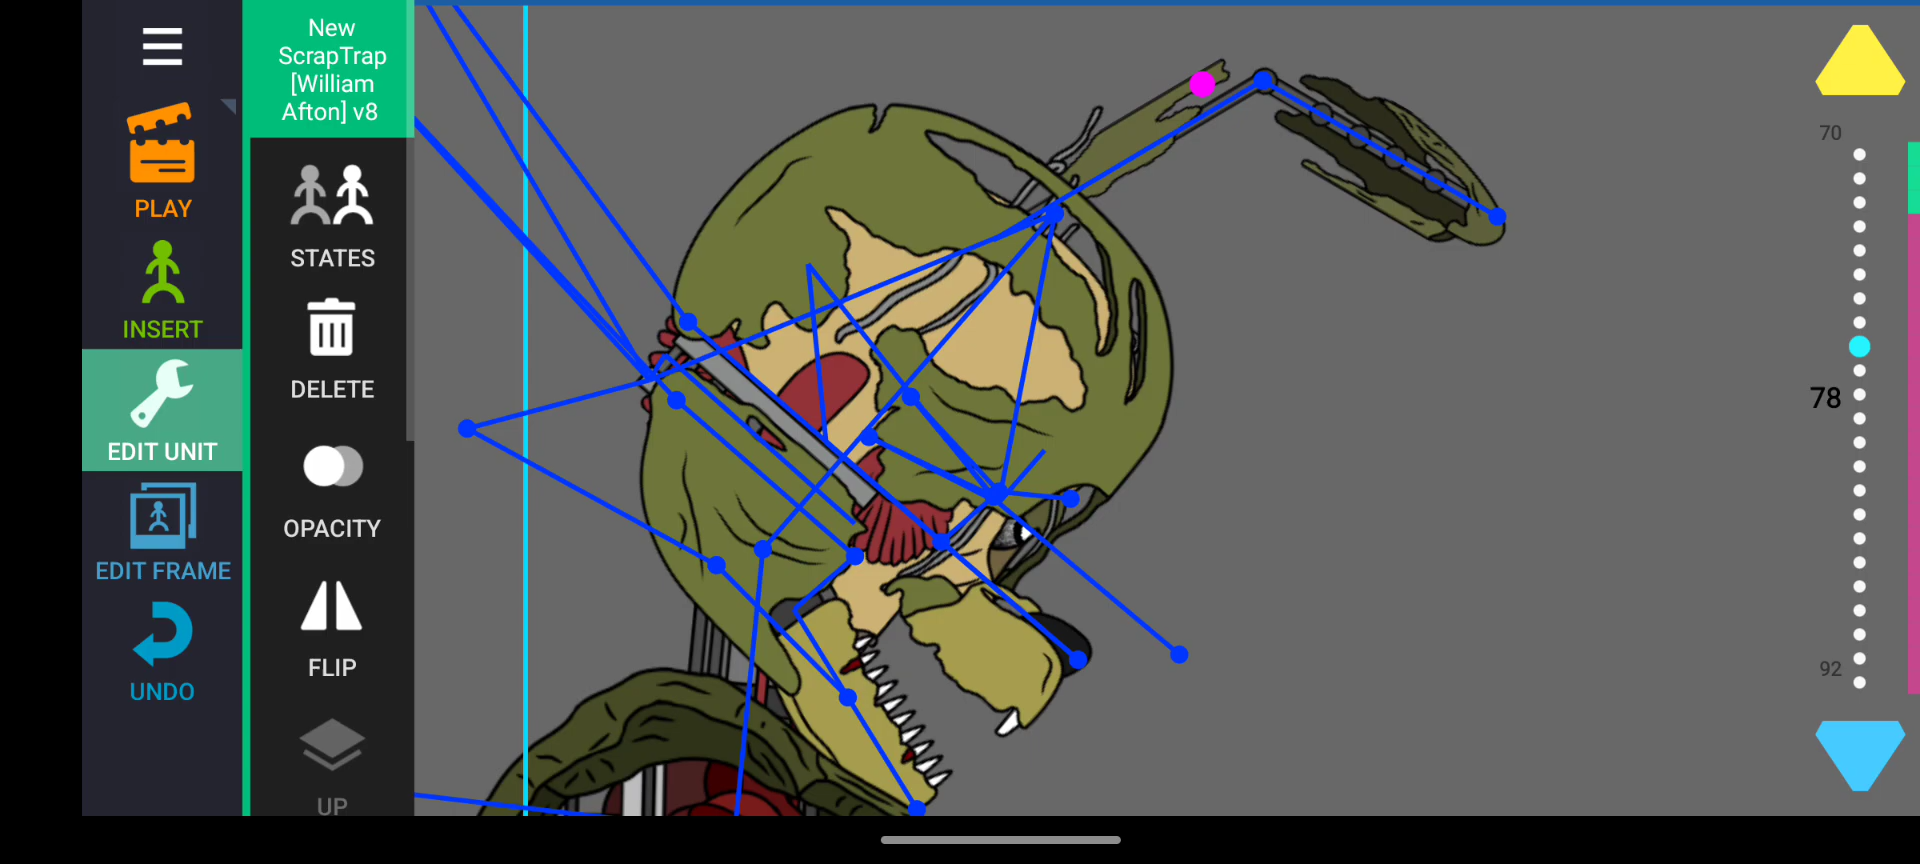 PLAY
INSERT
EDIT UNIT
EDIT FRAME
UNDO
New
ScrapTrap
[William
Afton] v8
STATES
DELETE
OPACITY
FLIP
UP
70
78
92